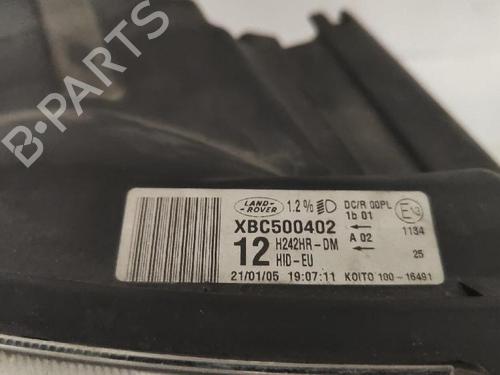 B-PARTS
LAND-
ROVER
1.2%
DC/R 00PL
1b 01
XBC500402
A 02
1134
12
H242HR-DM
HID-EU
25
21/01/05 19:07:11
KOITO 100-16491